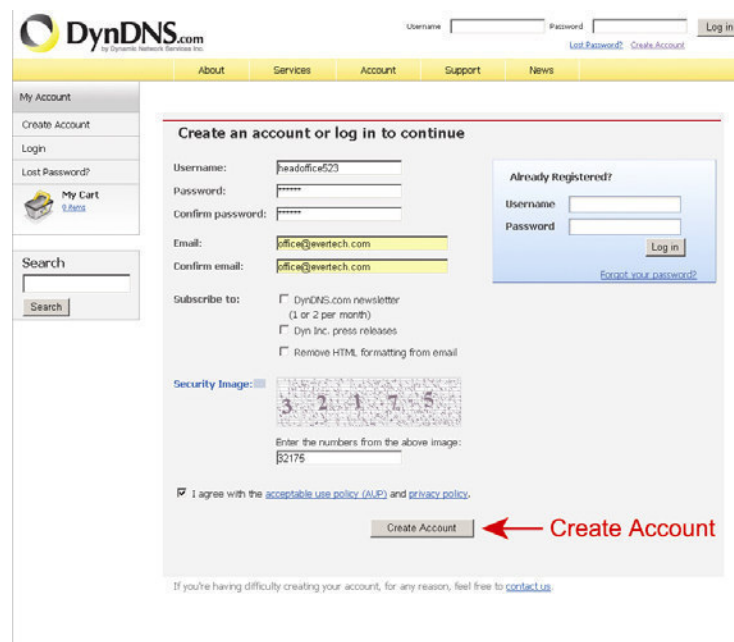 DynDNS.com
by Dynamic Network Services Inc.
Username
Password
Log in
Lost Password? Create Account
About Services Account Support News
My Account
Create Account
Login
Lost Password?
My Cart
0 items
Search
Search
Create an account or log in to continue
Username: headoffice523
Password: ******
Confirm password: ******
Email: office@evertech.com
Confirm email: office@evertech.com
Subscribe to: DynDNS.com newsletter
(1 or 2 per month)
Dyn Inc. press releases
Remove HTML formatting from email
Security Image:
3 2 1 7 5
Enter the numbers from the above image:
32175
I agree with the acceptable use policy (AUP) and privacy policy.
Create Account
Create Account
Already Registered?
Username
Password
Log in
Forgot your password?
If you're having difficulty creating your account, for any reason, feel free to contact us.